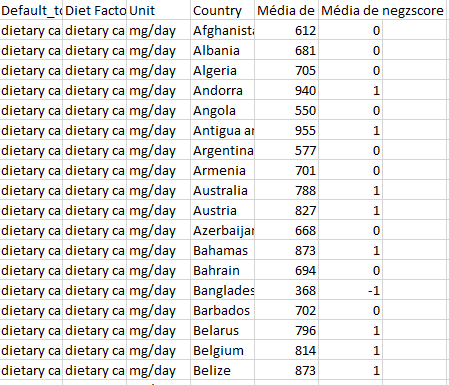 Default_to Diet Facto Unit Country Média de Média de negzscore
dietary ca dietary ca mg/day Afghanista 612 0
dietary ca dietary ca mg/day Albania 681 0
dietary ca dietary ca mg/day Algeria 705 0
dietary ca dietary ca mg/day Andorra 940 1
dietary ca dietary ca mg/day Angola 550 0
dietary ca dietary ca mg/day Antigua an 955 1
dietary ca dietary ca mg/day Argentina 577 0
dietary ca dietary ca mg/day Armenia 701 0
dietary ca dietary ca mg/day Australia 788 1
dietary ca dietary ca mg/day Austria 827 1
dietary ca dietary ca mg/day Azerbaijan 668 0
dietary ca dietary ca mg/day Bahamas 873 1
dietary ca dietary ca mg/day Bahrain 694 0
dietary ca dietary ca mg/day Banglades 368 -1
dietary ca dietary ca mg/day Barbados 702 0
dietary ca dietary ca mg/day Belarus 796 1
dietary ca dietary ca mg/day Belgium 814 1
dietary ca dietary ca mg/day Belize 873 1